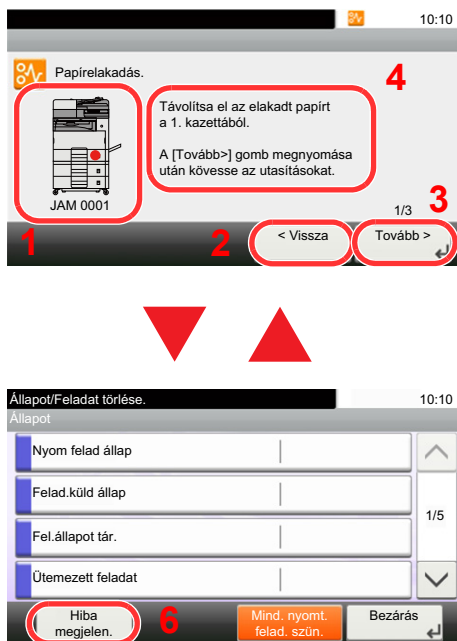 10:10
Papírelakadás.
4
Távolítsa el az elakadt papírt
a 1. kazettából.
A [Tovább>] gomb megnyomása
után kövesse az utasításokat.
JAM 0001
1/3
3
1
2
< Vissza
Tovább >
Állapot/Feladat törlése.
10:10
Állapot
Nyom felad állap
Felad.küld állap
1/5
Fel.állapot tár.
Ütemezett feladat
Hiba
megjelen.
6
Mind. nyomt.
felad. szün.
Bezárás